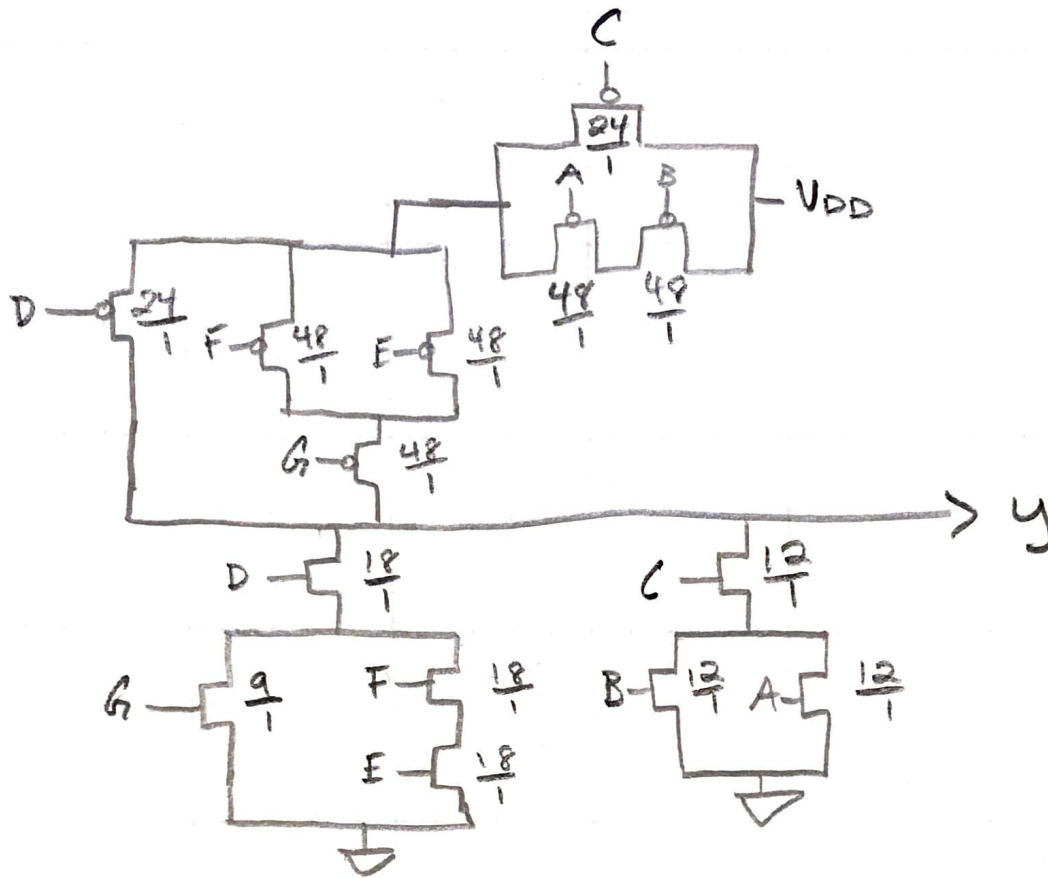 C
24/1
A B
VDD
48/1 48/1
D 24/1
F 48/1
E 48/1
G 48/1
y
D 18/1
C 12/1
G 9/1
F 18/1
E 18/1
B 12/1
A 12/1